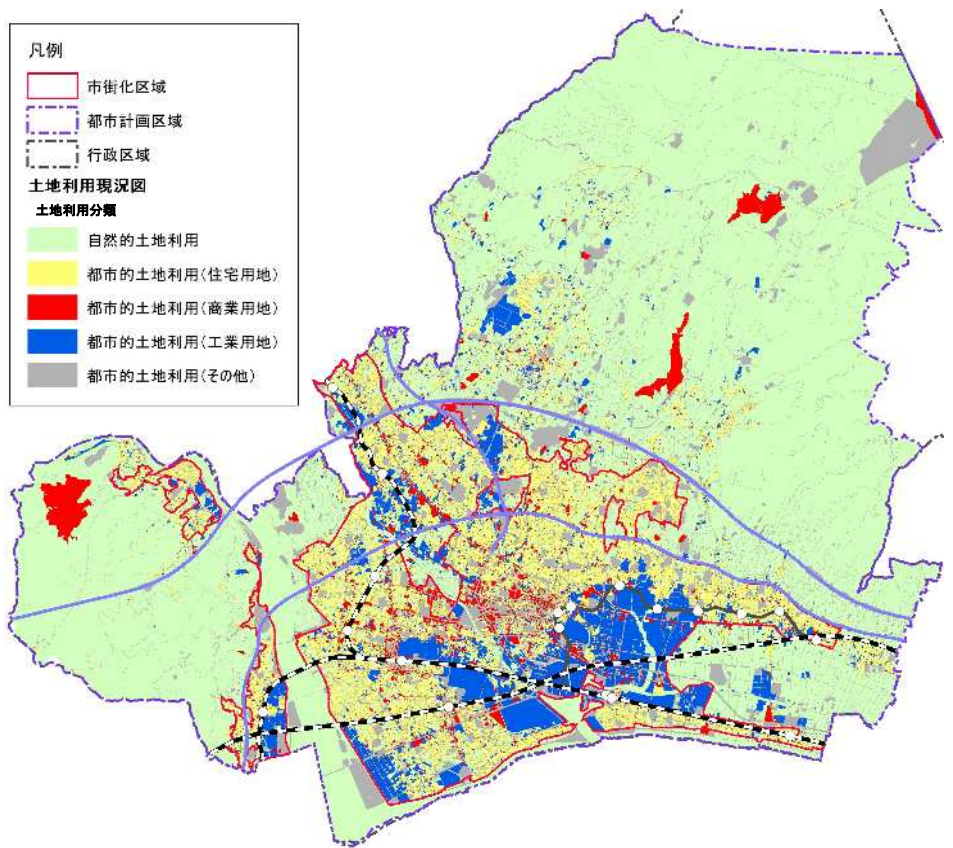 凡例
市街化区域
都市計画区域
行政区域
土地利用現況図
土地利用分類
自然的土地利用
都市的土地利用(住宅用地)
都市的土地利用(商業用地)
都市的土地利用(工業用地)
都市的土地利用(その他)